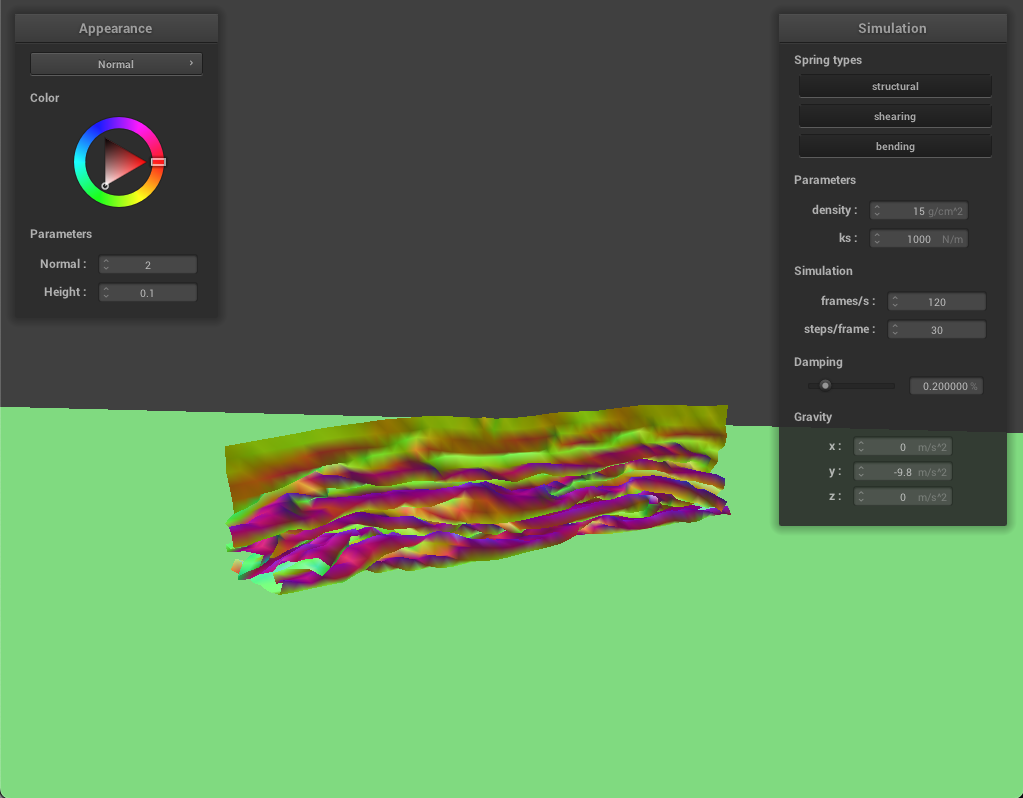 Appearance
Normal
Color
Parameters
Normal : 2
Height : 0.1
Simulation
Spring types
structural
shearing
bending
Parameters
density : 15 g/cm^2
ks : 1000 N/m
Simulation
frames/s : 120
steps/frame : 30
Damping
0.200000 %
Gravity
x : 0 m/s^2
y : -9.8 m/s^2
z : 0 m/s^2